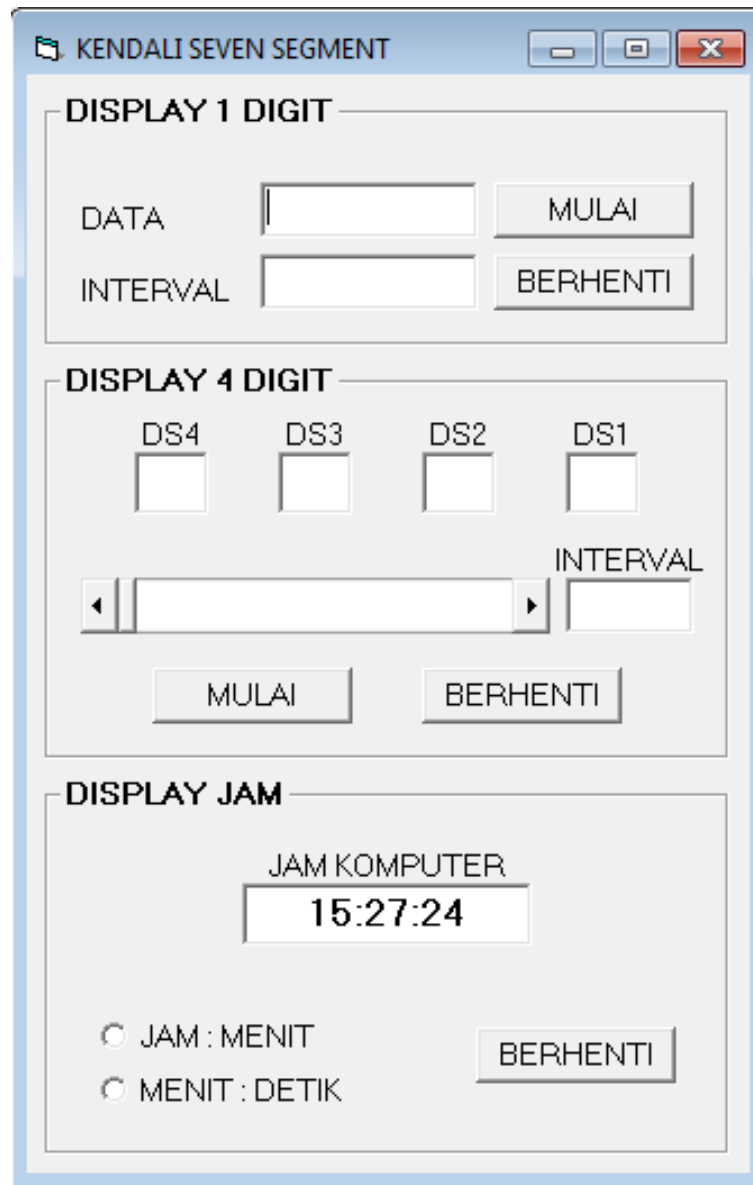 KENDALI SEVEN SEGMENT
DISPLAY 1 DIGIT
DATA MULAI
INTERVAL BERHENTI
DISPLAY 4 DIGIT
DS4 DS3 DS2 DS1
INTERVAL
MULAI BERHENTI
DISPLAY JAM
JAM KOMPUTER
15:27:24
JAM : MENIT
BERHENTI
MENIT : DETIK